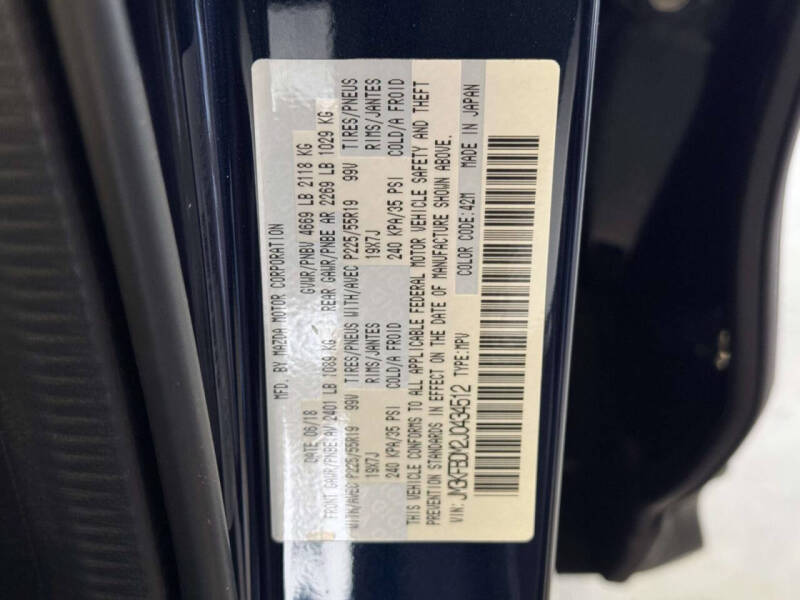 MFD. BY MAZDA MOTOR CORPORATION
DATE 06/18 GVWR/PNBV 4669 LB 2118 KG
FRONT GAWR/PNBE AV 2401 LB 1089 KG REAR GAWR/PNBE AR 2269 LB 1029 KG
WITH/AVEC P225/55R19 99V TIRES/PNEUS WITH/AVEC P225/55R19 99V TIRES/PNEUS
19X7J RIMS/JANTES 19X7J RIMS/JANTES
240 KPA/35 PSI COLD/A FROID 240 KPA/35 PSI COLD/A FROID
THIS VEHICLE CONFORMS TO ALL APPLICABLE FEDERAL MOTOR VEHICLE SAFETY AND THEFT
PREVENTION STANDARDS IN EFFECT ON THE DATE OF MANUFACTURE SHOWN ABOVE.
VIN: JM3KFBDM2J0434512 TYPE:MPV COLOR CODE:42M MADE IN JAPAN